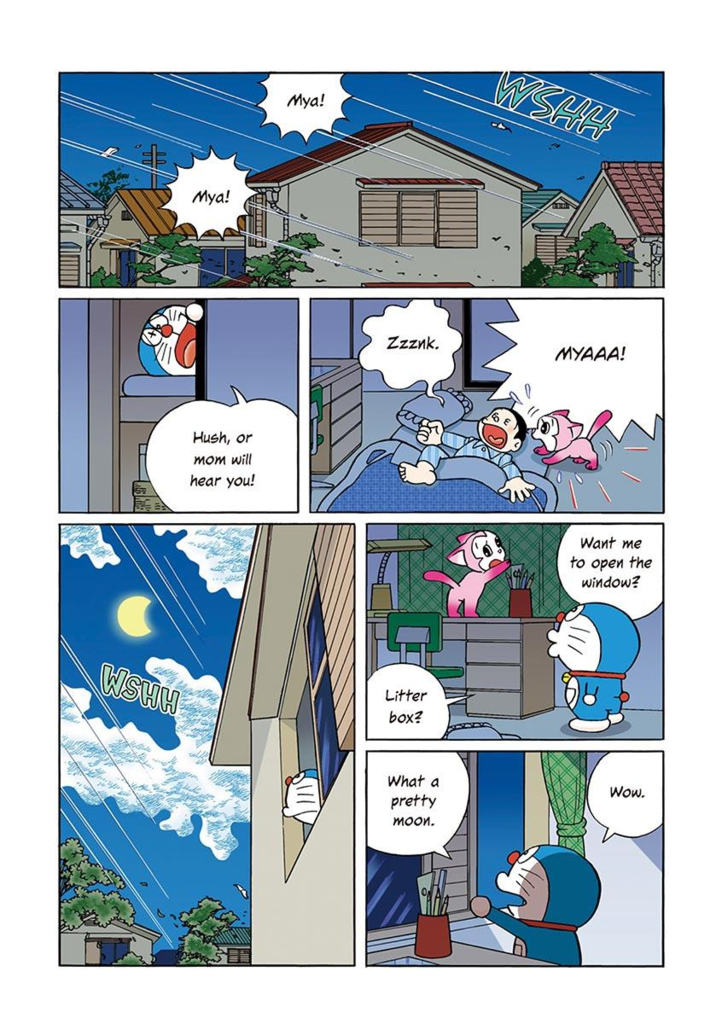 WSHH
Mya!
Mya!
Hush, or
mom will
hear you!
Zzznk.
MYAAA!
WSHH
Want me
to open the
window?
Litter
box?
What a
pretty
moon.
Wow.